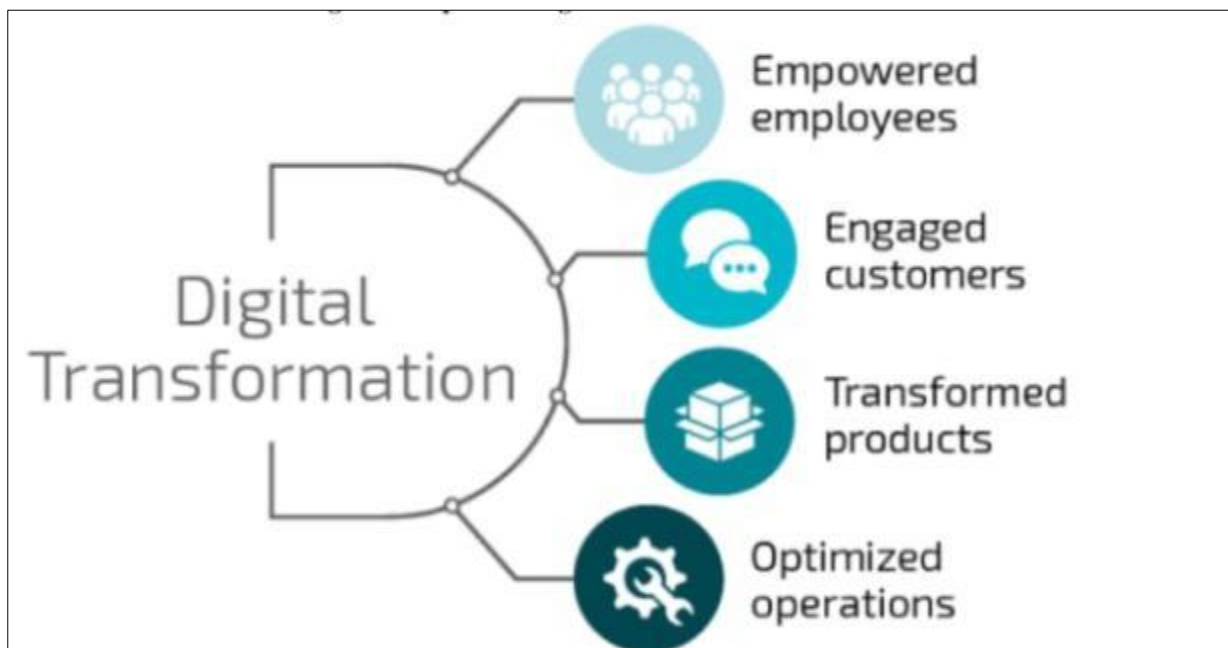 Digital
Transformation
Empowered
employees
Engaged
customers
Transformed
products
Optimized
operations